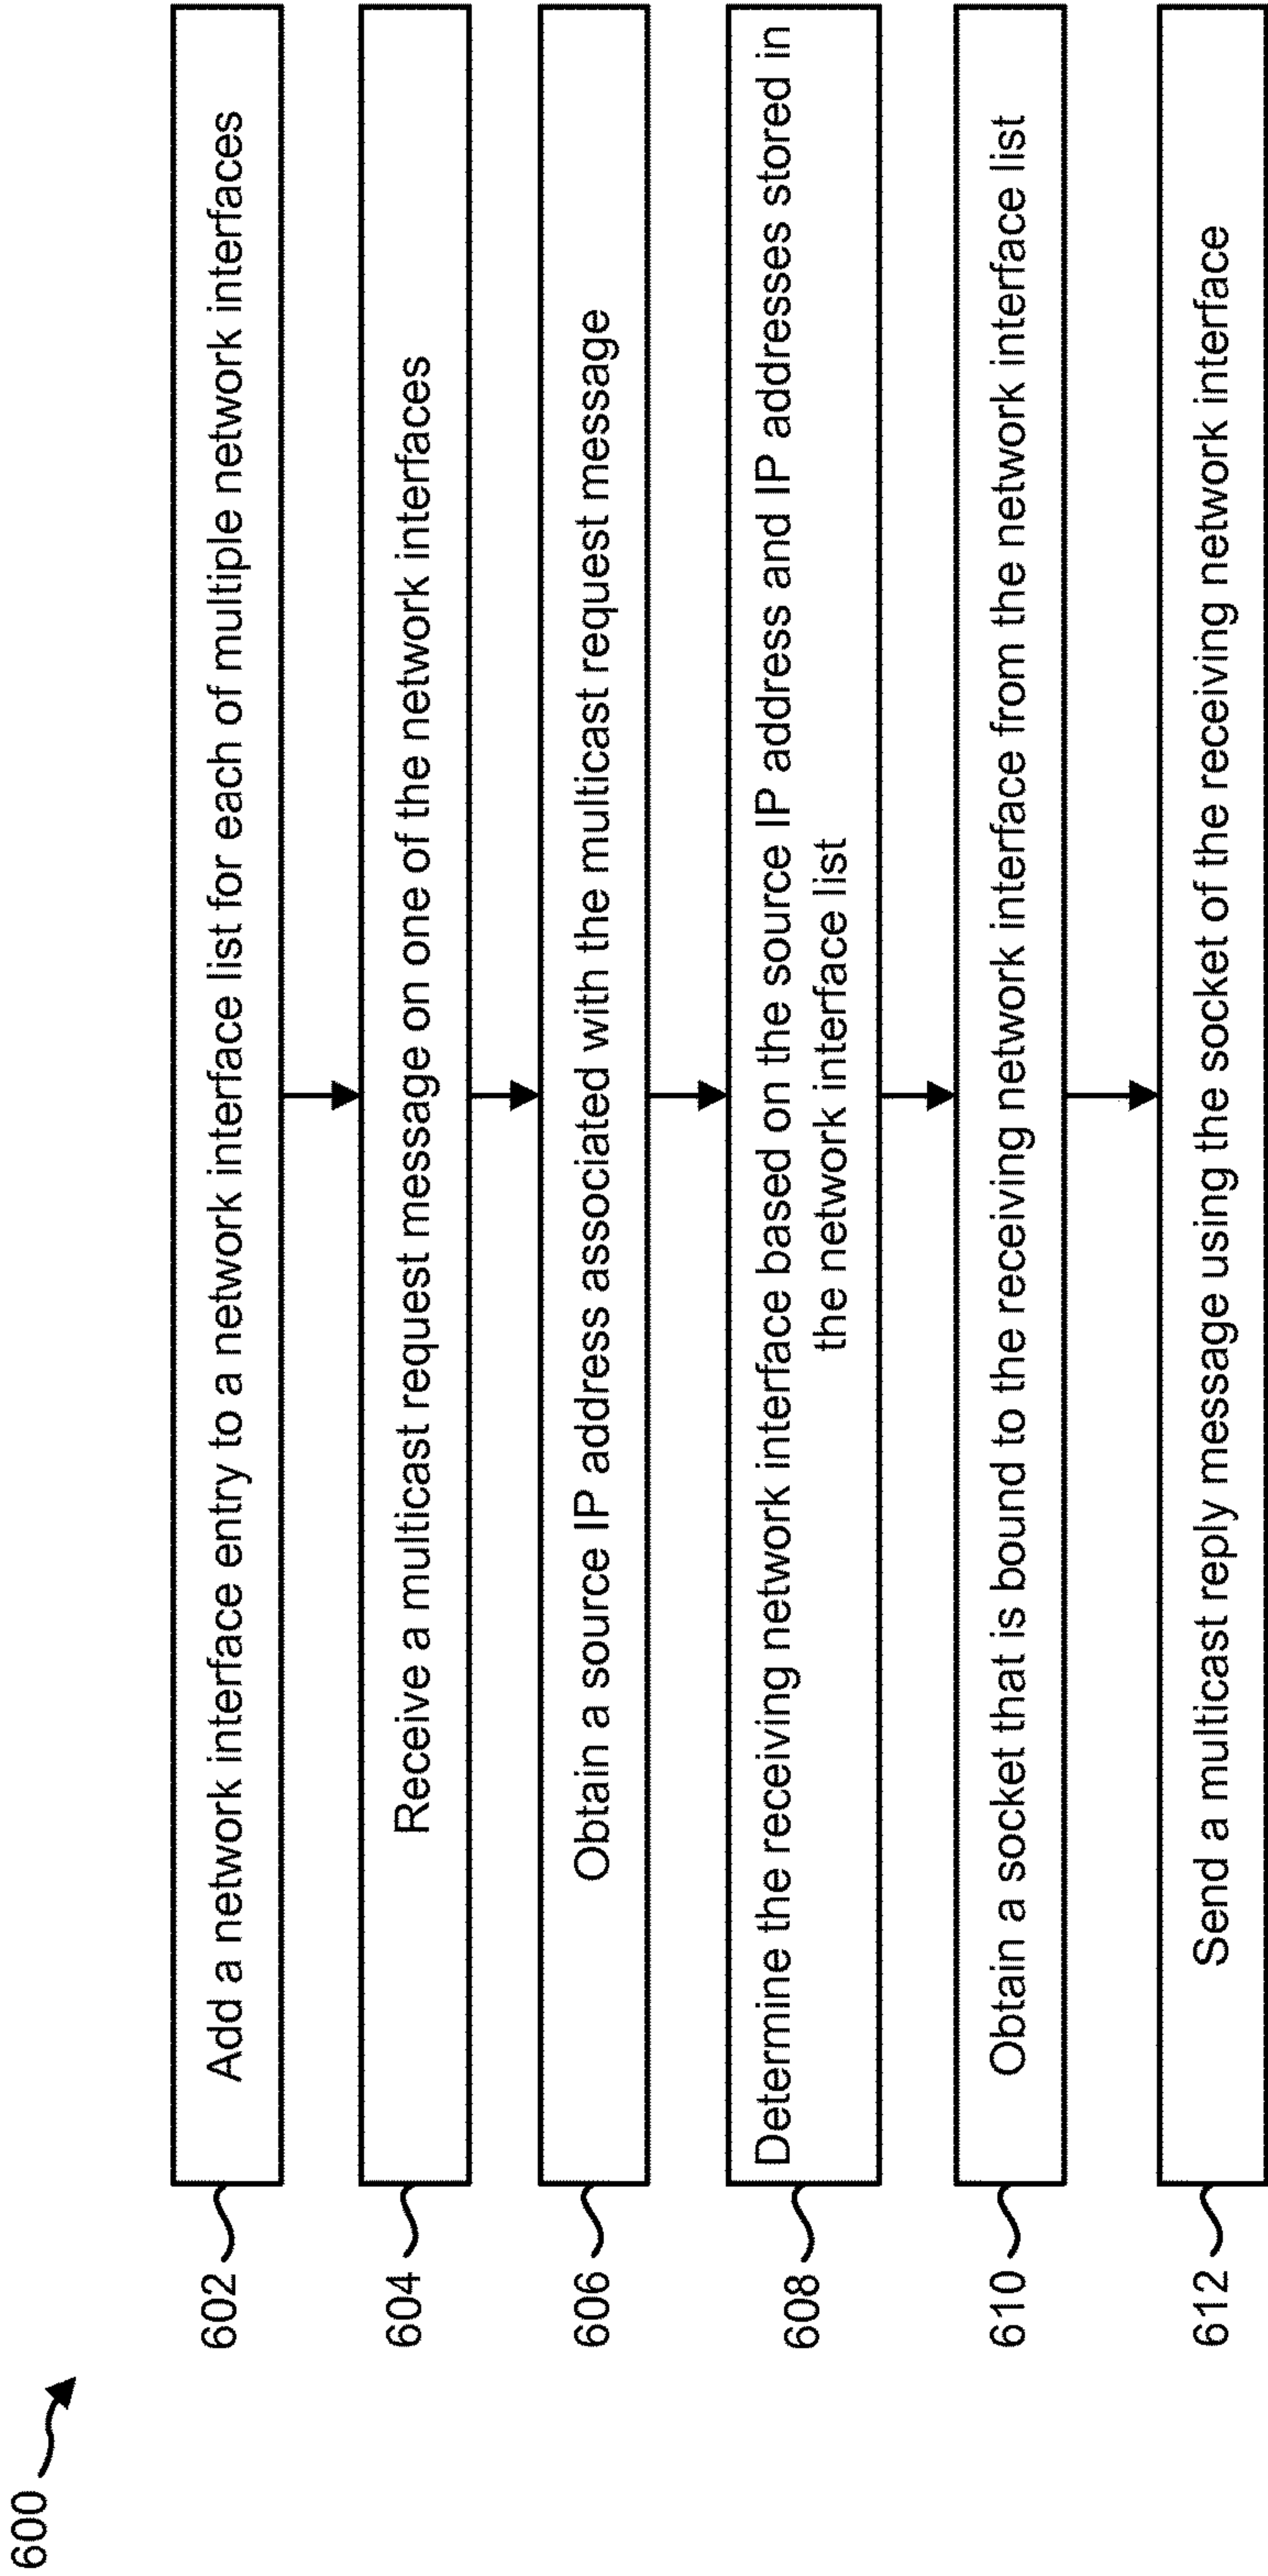 600
602
Add a network interface entry to a network interface list for each of multiple network interfaces
604
Receive a multicast request message on one of the network interfaces
606
Obtain a source IP address associated with the multicast request message
608
Determine the receiving network interface based on the source IP address and IP addresses stored in
the network interface list
610
Obtain a socket that is bound to the receiving network interface from the network interface list
612
Send a multicast reply message using the socket of the receiving network interface